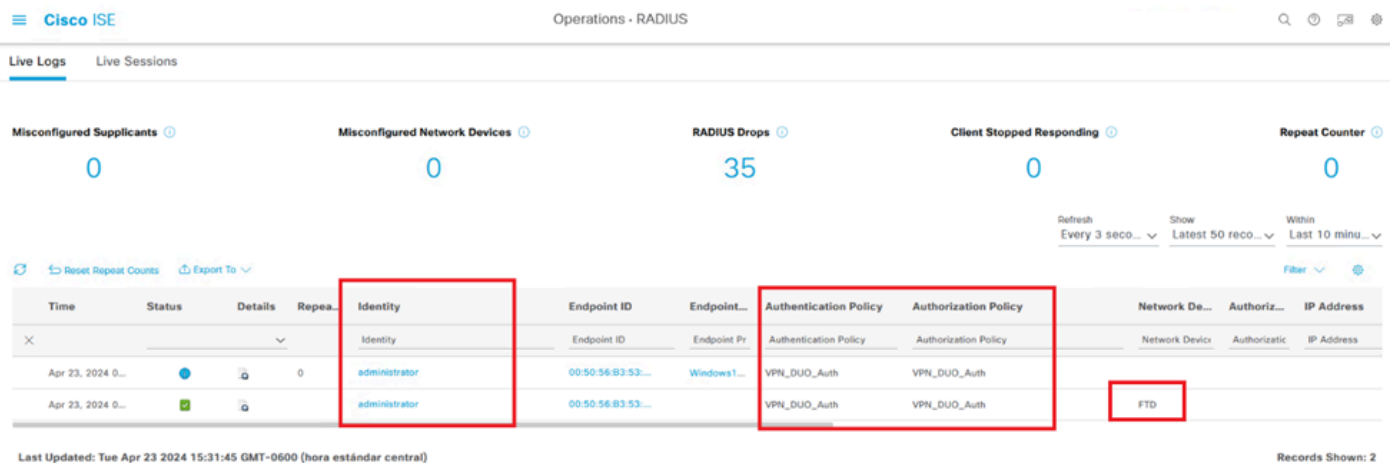 Cisco ISE
Operations · RADIUS
Live Logs Live Sessions
Misconfigured Supplicants Misconfigured Network Devices RADIUS Drops Client Stopped Responding Repeat Counter
0 0 35 0 0
Refresh Show Within
Every 3 seco... Latest 50 reco... Last 10 minu...
Reset Repeat Counts Export To Filter
Time Status Details Repea... Identity Endpoint ID Endpoint... Authentication Policy Authorization Policy Network De... Authoriz... IP Address
Identity Endpoint ID Endpoint Pr Authentication Policy Authorization Policy Network Device Authorizatic IP Address
Apr 23, 2024 0... 0 administrator 00:50:56:B3:53:... Windows1... VPN_DUO_Auth VPN_DUO_Auth
Apr 23, 2024 0... administrator 00:50:56:B3:53:... VPN_DUO_Auth VPN_DUO_Auth FTD
Last Updated: Tue Apr 23 2024 15:31:45 GMT-0600 (hora estándar central) Records Shown: 2